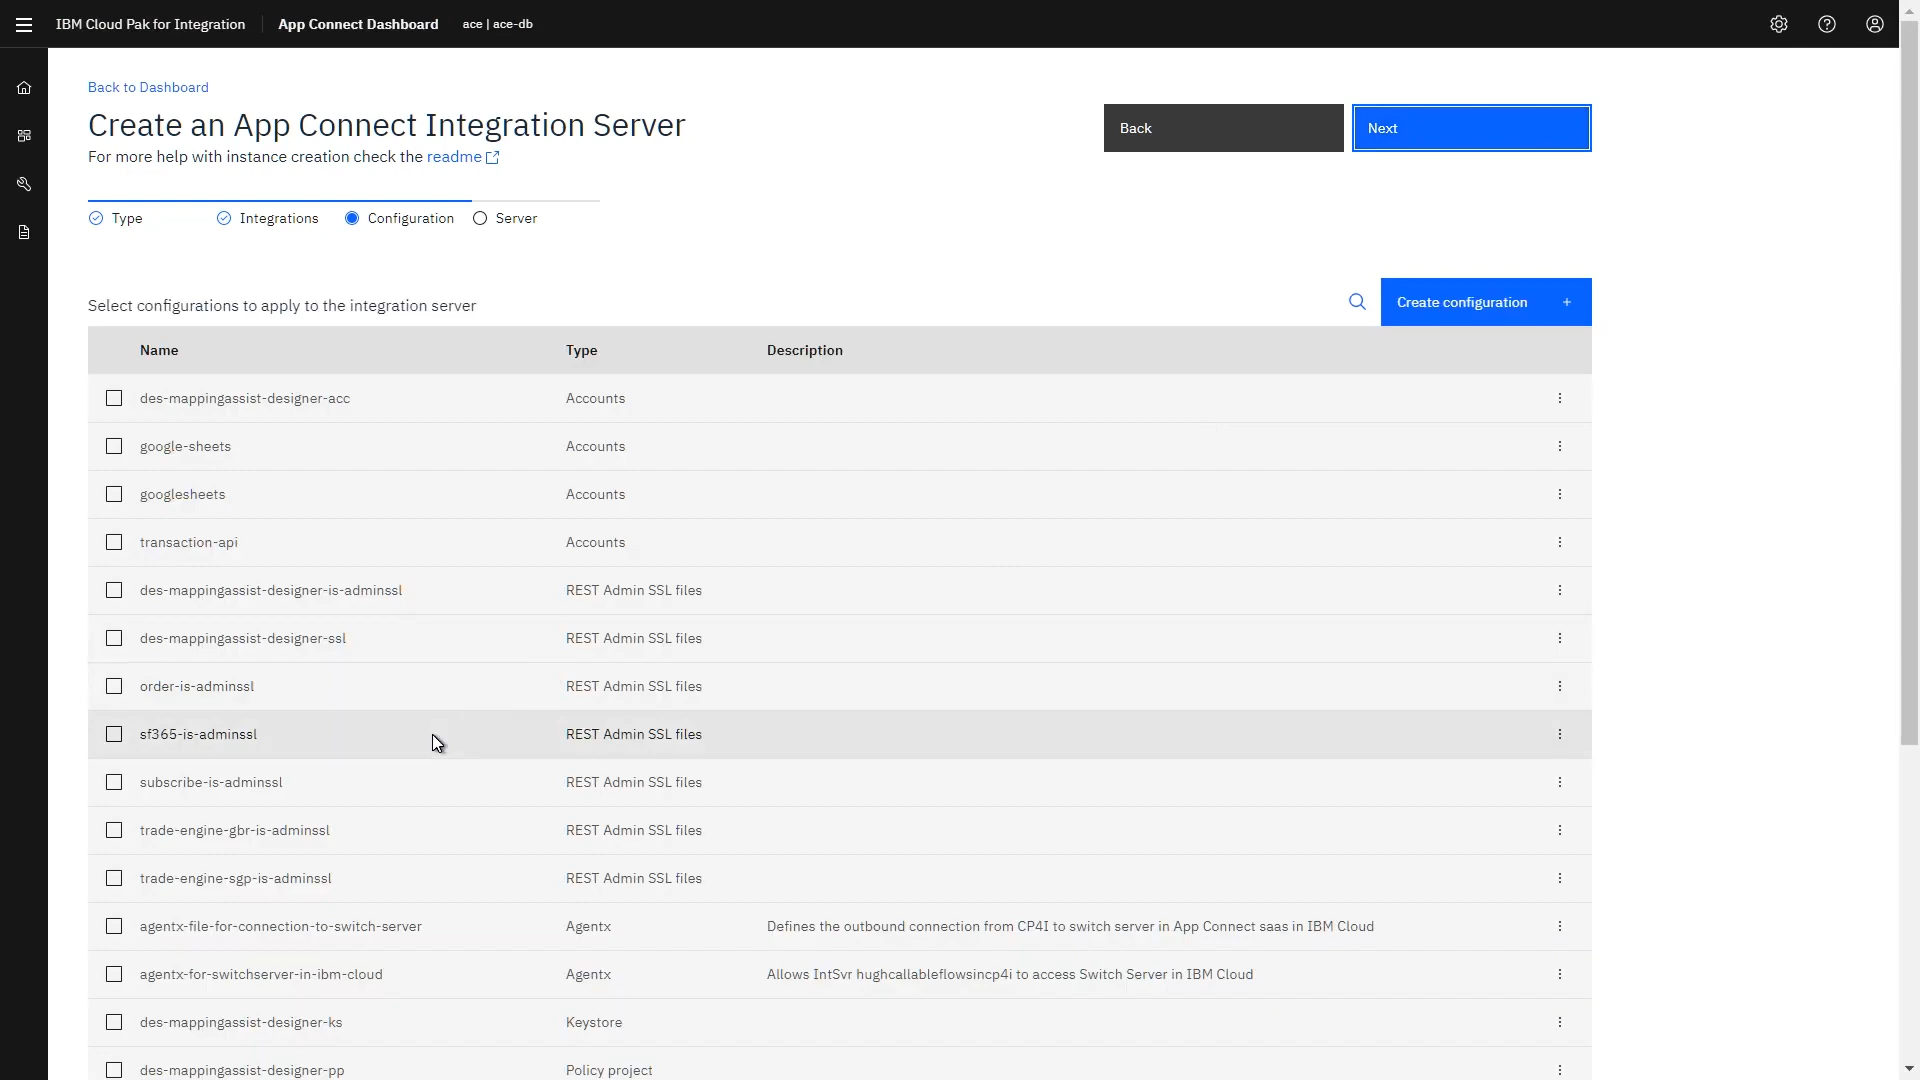 IBM Cloud Pak for Integration App Connect Dashboard ace | ace-db
Back to Dashboard
Create an App Connect Integration Server
For more help with instance creation check the readme
Back
Next
Type
Integrations
Configuration
Server
Select configurations to apply to the integration server
Create configuration +
Name Type Description
des-mappingassist-designer-acc Accounts
google-sheets Accounts
googlesheets Accounts
transaction-api Accounts
des-mappingassist-designer-is-adminssl REST Admin SSL files
des-mappingassist-designer-ssl REST Admin SSL files
order-is-adminssl REST Admin SSL files
sf365-is-adminssl REST Admin SSL files
subscribe-is-adminssl REST Admin SSL files
trade-engine-gbr-is-adminssl REST Admin SSL files
trade-engine-sgp-is-adminssl REST Admin SSL files
agentx-file-for-connection-to-switch-server Agentx Defines the outbound connection from CP4I to switch server in App Connect saas in IBM Cloud
agentx-for-switchserver-in-ibm-cloud Agentx Allows IntSvr hughcallableflowsincp4i to access Switch Server in IBM Cloud
des-mappingassist-designer-ks Keystore
des-mappingassist-designer-pp Policy project